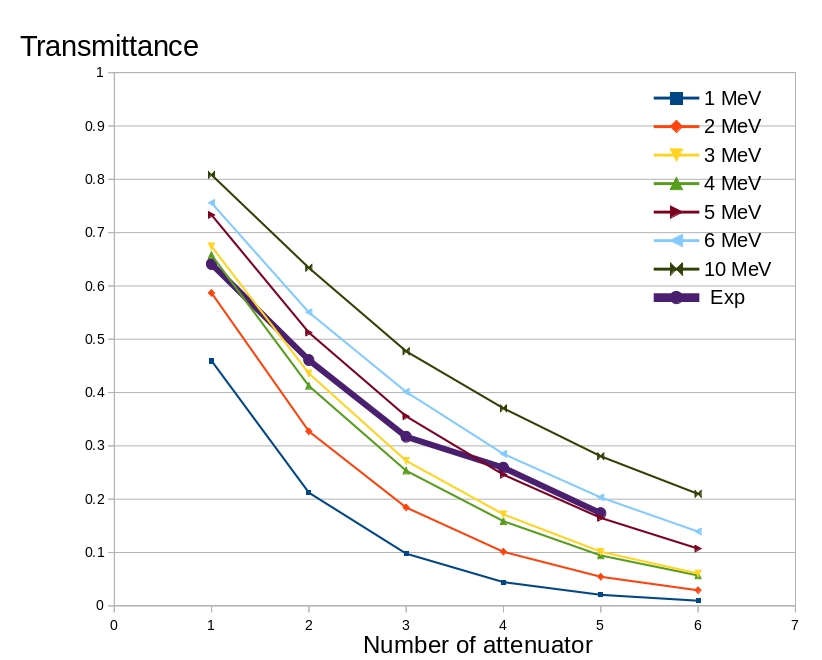 Transmittance
1
0.9
0.8
0.7
0.6
0.5
0.4
0.3
0.2
0.1
0
0 1 2 3 4 5 6 7
Number of attenuator
1 MeV
2 MeV
3 MeV
4 MeV
5 MeV
6 MeV
10 MeV
Exp